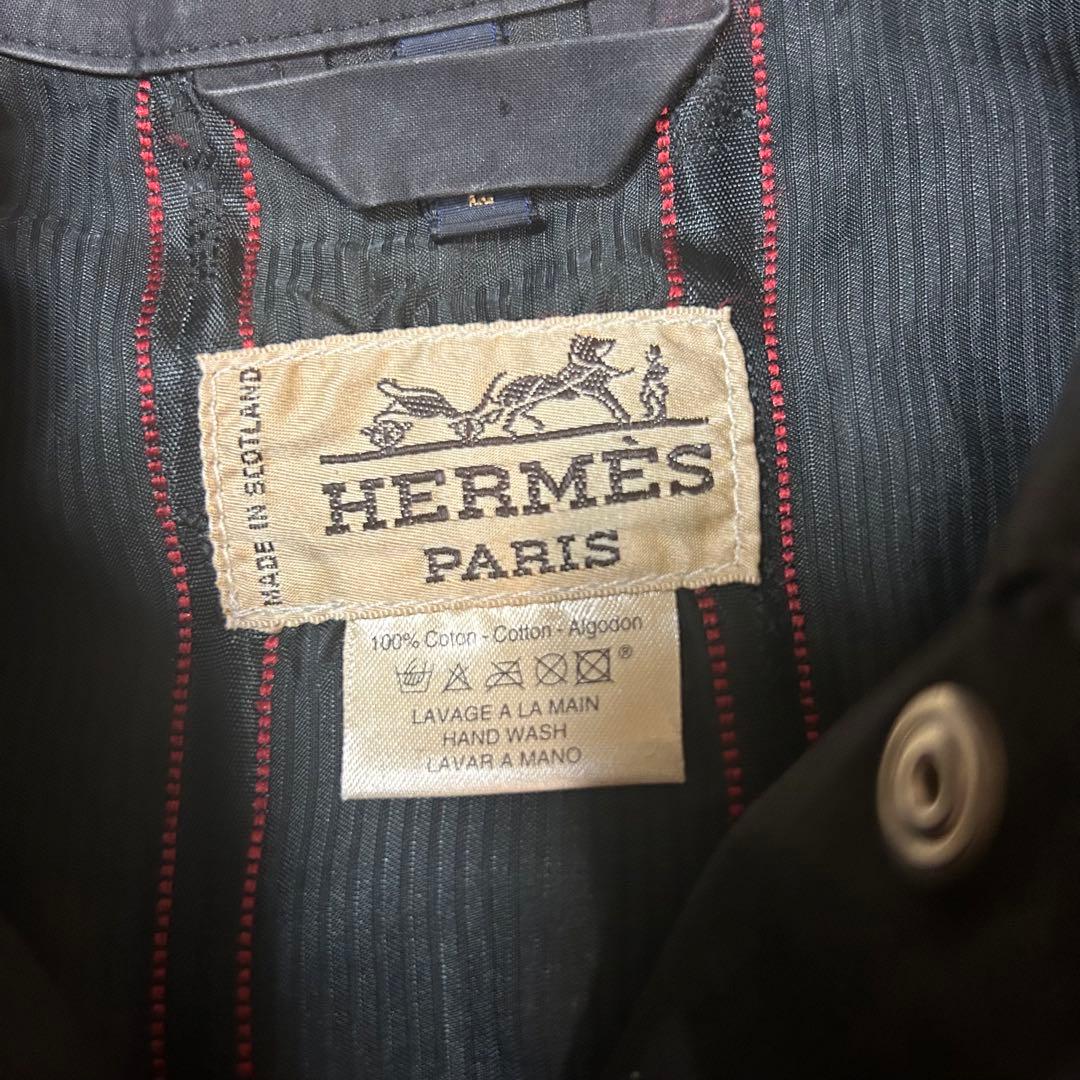 MADE IN SCOTLAND
HERMÈS
PARIS
100% Coton - Cotton - Algodon
®
LAVAGE A LA MAIN
HAND WASH
LAVAR A MANO